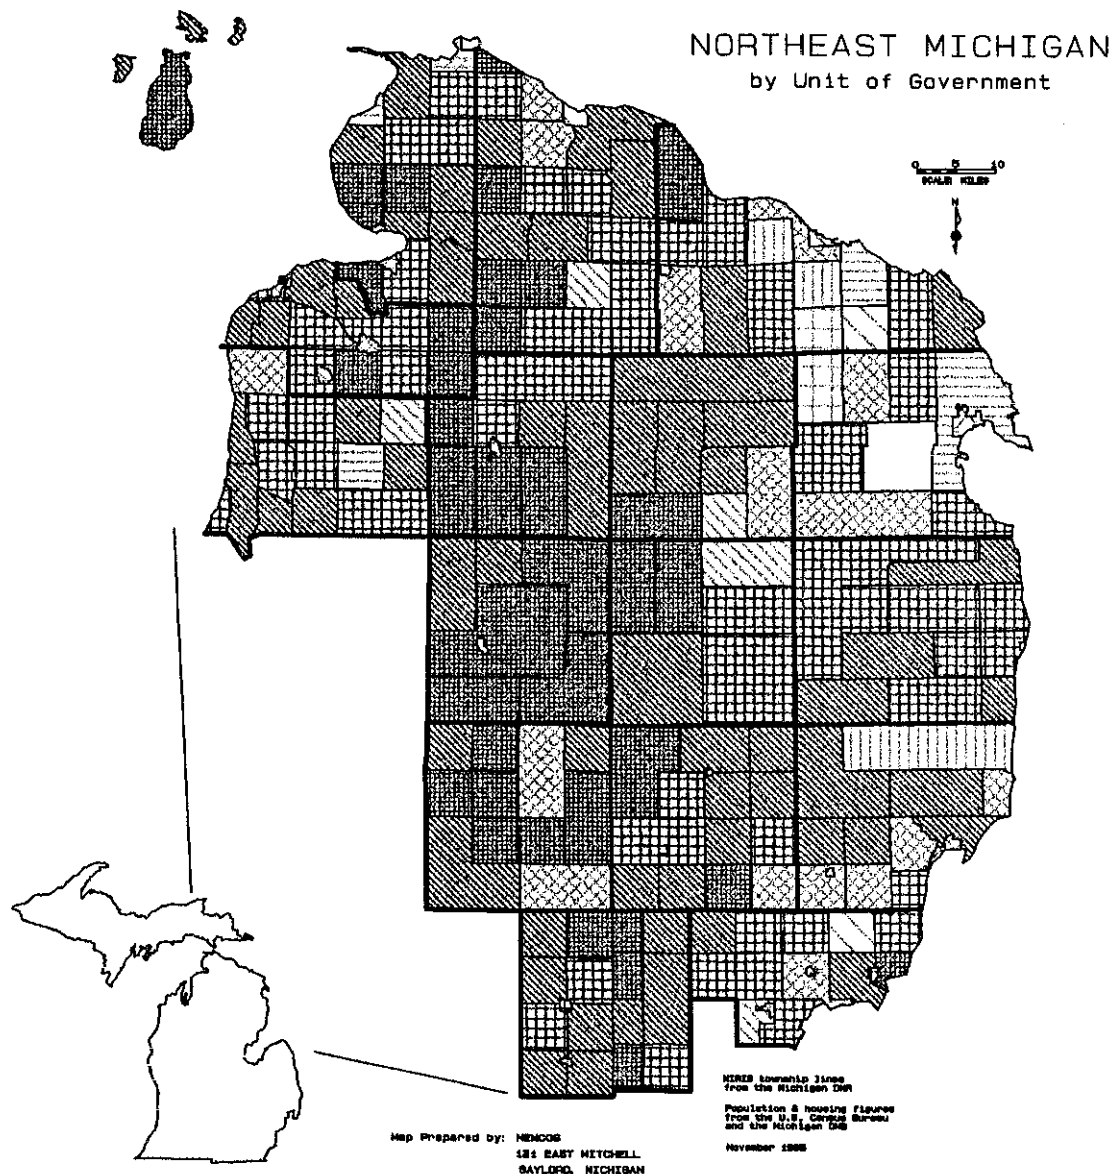 NORTHEAST MICHIGAN
by Unit of Government
0 5 10
SCALE: MILES
N
MIRIS township lines
from the Michigan DNR
Population & housing figures
from the U.S. Census Bureau
and the Michigan DMB
Map Prepared by: NEMCOG
121 EAST MITCHELL
GAYLORD, MICHIGAN
November